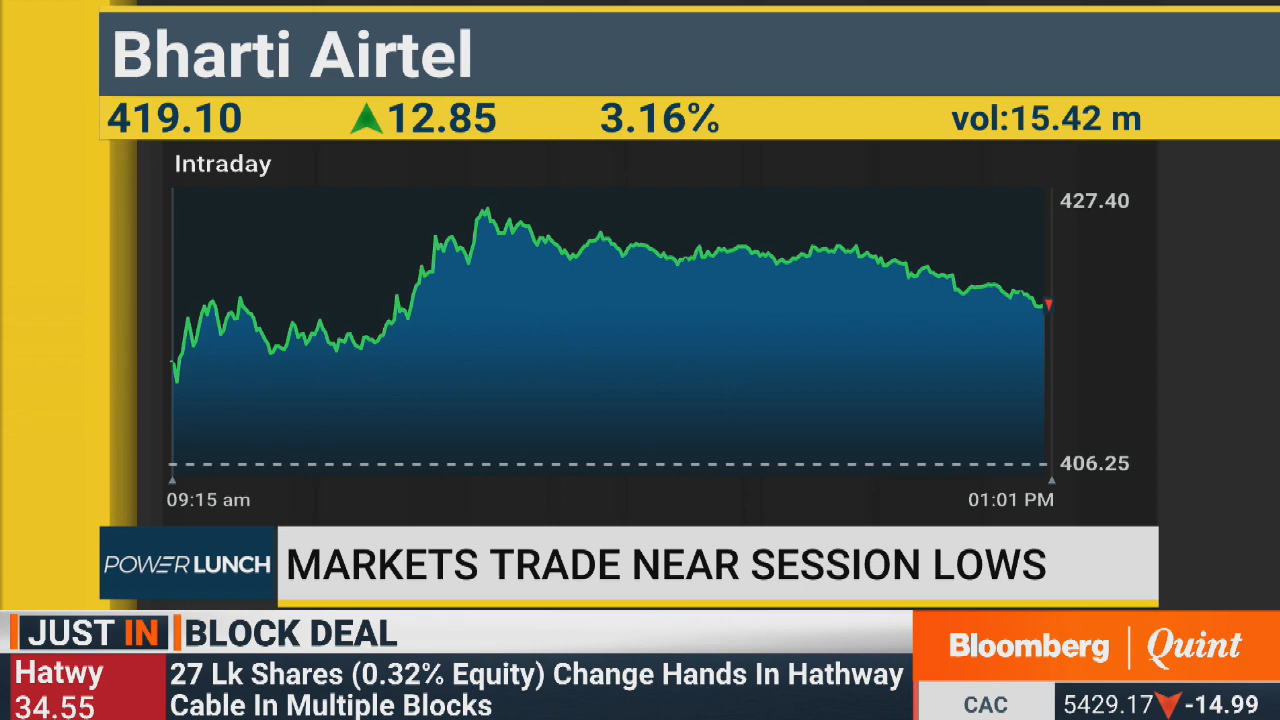 Bharti Airtel
419.10 12.85 3.16% vol:15.42 m
Intraday
427.40
406.25
09:15 am 01:01 PM
POWER LUNCH
MARKETS TRADE NEAR SESSION LOWS
JUST IN BLOCK DEAL
Hatwy
34.55
27 Lk Shares (0.32% Equity) Change Hands In Hathway
Cable In Multiple Blocks
Bloomberg | Quint
CAC 5429.17 -14.99